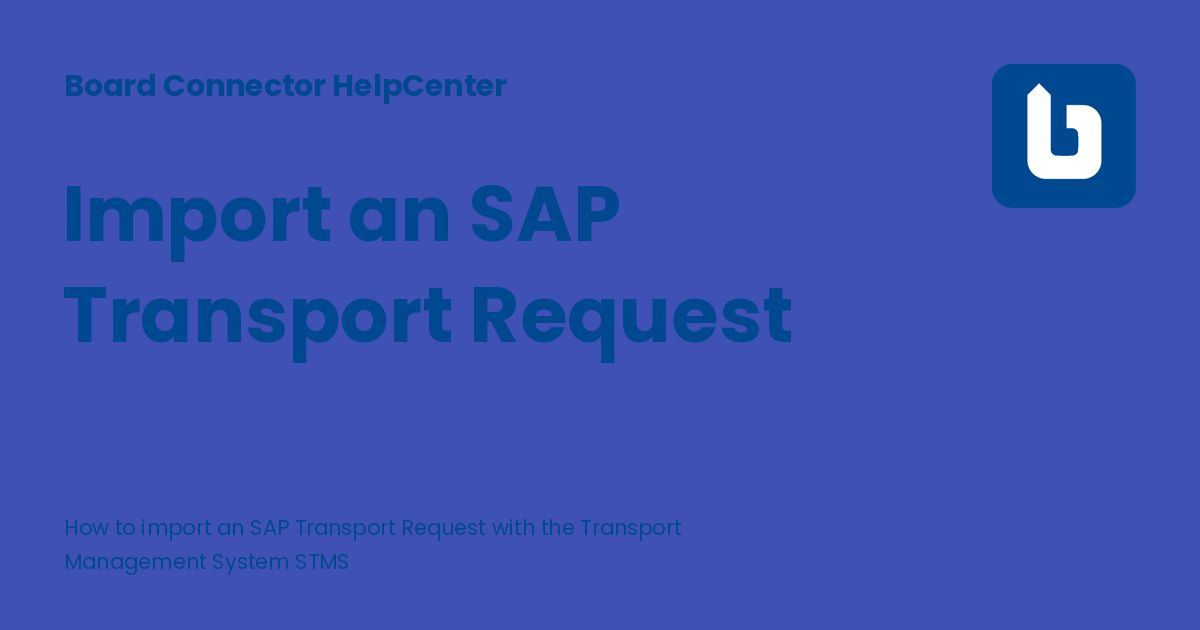 Board Connector HelpCenter
Import an SAP
Transport Request
How to import an SAP Transport Request with the Transport
Management System STMS